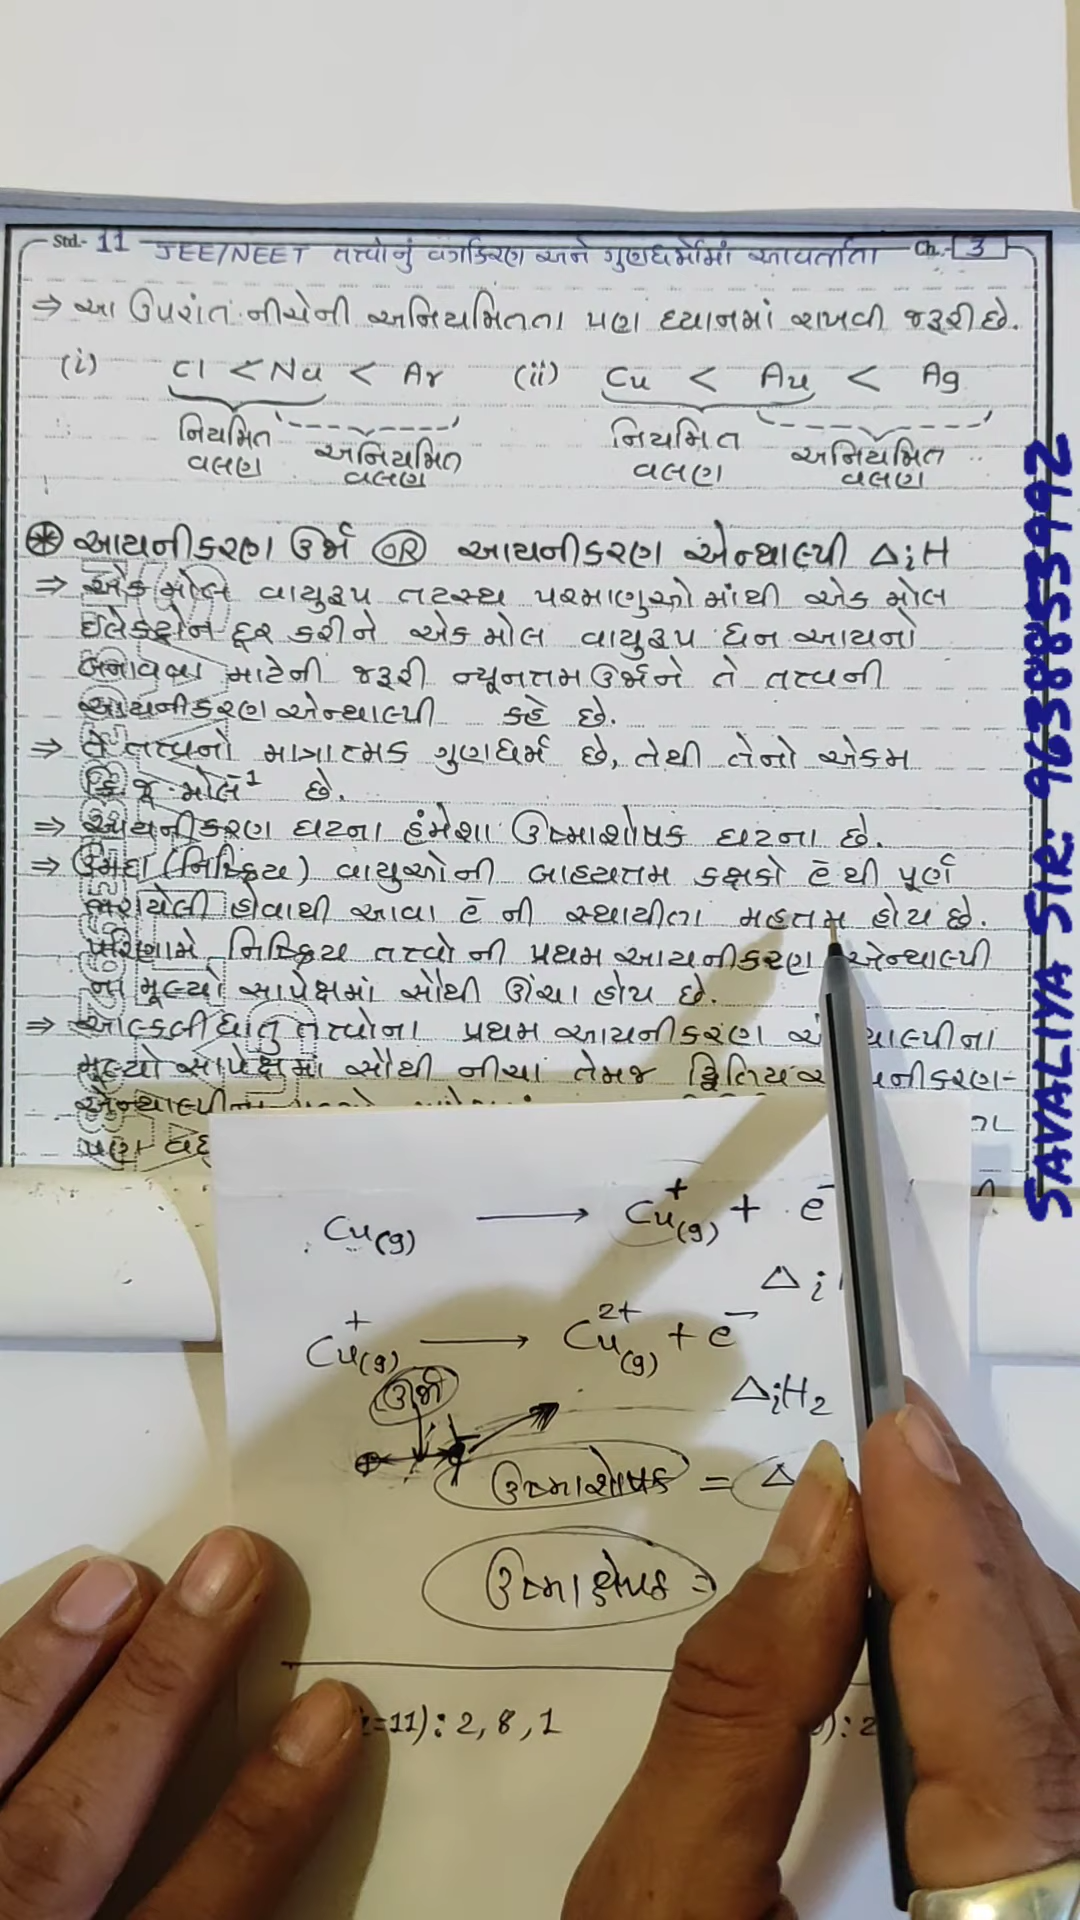 Std.- 11 JEE/NEET તત્વોનું વર્ગીકરણ અને ગુણધર્મોમાં આવર્તતા Ch.- 3
⇒ આ ઉપરાંત નીચેની અનિયમિતતા પણ ધ્યાનમાં રાખવી જરૂરી છે.
(i) Cl < Na < Ar (ii) Cu < Au < Ag
નિયમિત વલણ અનિયમિત વલણ નિયમિત વલણ અનિયમિત વલણ
⊛ આયનીકરણ ઉર્જા OR આયનીકરણ એન્થાલ્પી ΔiH
⇒ એક મોલ વાયુરૂપ તટસ્થ પરમાણુઓમાંથી એક મોલ
ઇલેક્ટ્રોન દૂર કરીને એક મોલ વાયુરૂપ ધન આયનો
બનાવવા માટેની જરૂરી ન્યૂનતમ ઉર્જાને તે તત્વની
આયનીકરણ એન્થાલ્પી કહે છે.
⇒ તે તત્વનો માત્રાત્મક ગુણધર્મ છે, તેથી તેનો એકમ
કિ.જૂ.મોલ⁻¹ છે.
⇒ આયનીકરણ ઘટના હંમેશા ઉષ્માશોષક ઘટના છે.
⇒ ઉમદા (નિષ્ક્રિય) વાયુઓની બાહ્યતમ કક્ષકો ē થી પૂર્ણ
ભરાયેલી હોવાથી આવા ē ની સ્થાયીતા મહતમ હોય છે.
પરિણામે નિષ્ક્રિય તત્વો ની પ્રથમ આયનીકરણ એન્થાલ્પી
ના મૂલ્યો સાપેક્ષમાં સૌથી ઊંચા હોય છે.
⇒ આલ્કલી ધાતુ તત્વોના પ્રથમ આયનીકરણ
મૂલ્યો સાપેક્ષમાં સૌથી નીચા તેમજ
એન્થાલ્પીના
પણ
Cu(g) ⟶ Cu⁺(g) + e⁻
Δi
Cu⁺(g) ⟶ Cu²⁺(g) + e⁻
ΔiH₂
ઉર્જા
ઉષ્માશોષક = Δ
ઉષ્માક્ષેપક =
=11) : 2, 8, 1 ) : 2
SAVALIYA SIR: 9638853992